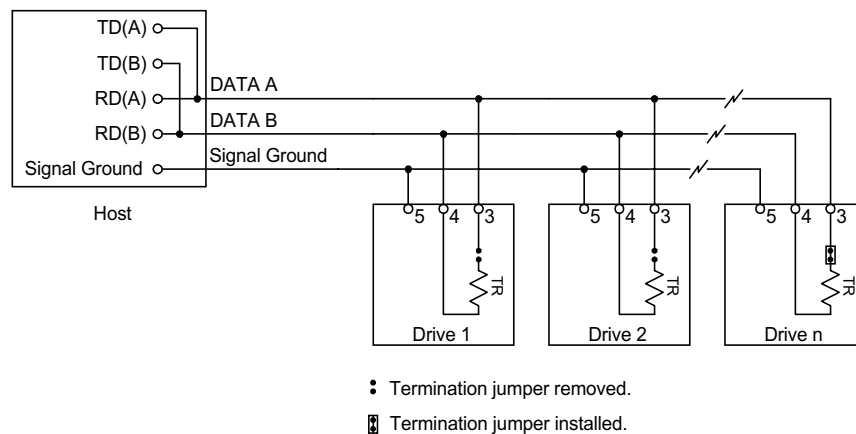 TD(A)
TD(B)
RD(A)
DATA A
RD(B)
DATA B
Signal Ground
Signal Ground
Host
5 4 3
5 4 3
5 4 3
TR
TR
TR
Drive 1
Drive 2
Drive n
Termination jumper removed.
Termination jumper installed.